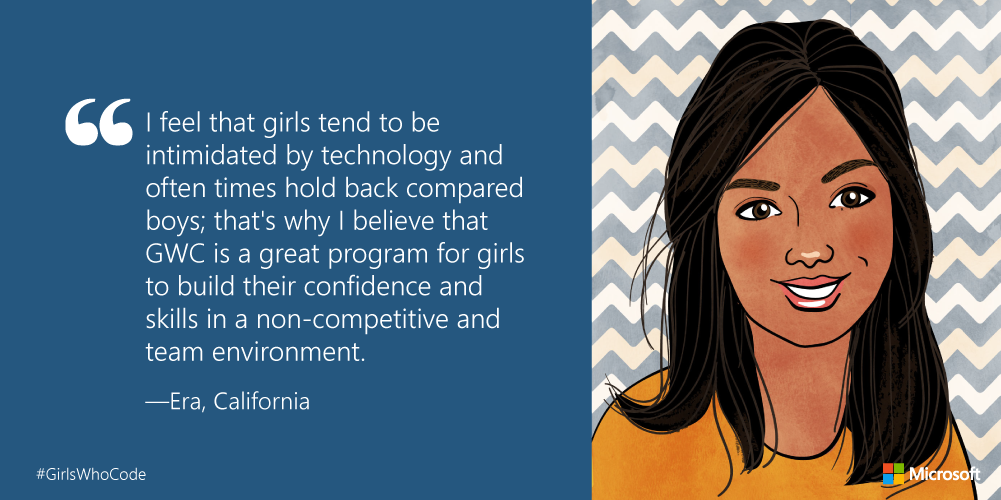 “
I feel that girls tend to be
intimidated by technology and
often times hold back compared
boys; that's why I believe that
GWC is a great program for girls
to build their confidence and
skills in a non-competitive and
team environment.
—Era, California
#GirlsWhoCode
Microsoft